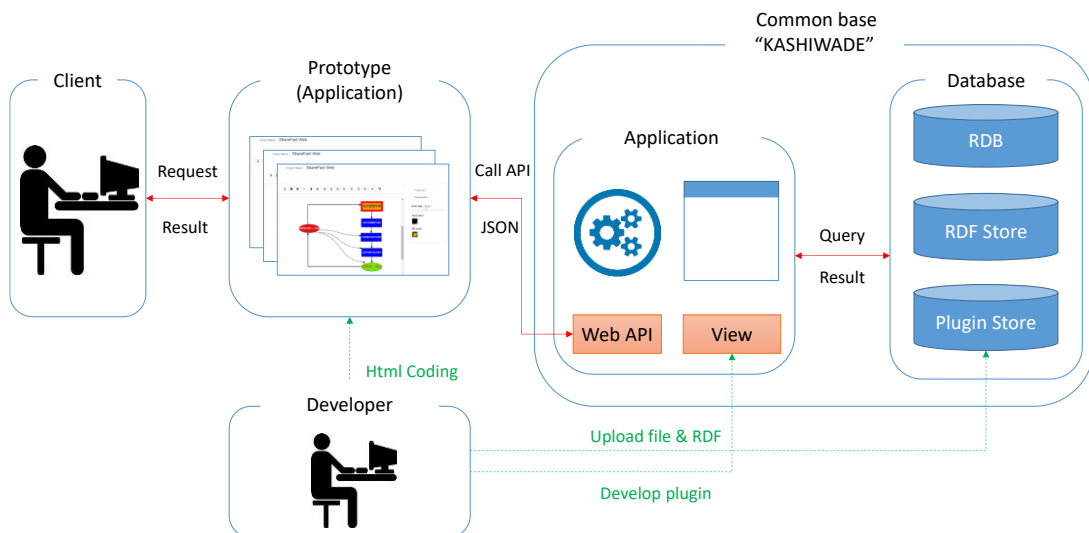 Common base
“KASHIWADE”
Client
Prototype
(Application)
Database
Application
RDB
RDF Store
Plugin Store
Request
Result
Call API
JSON
Query
Result
Web API
View
Html Coding
Developer
Upload file & RDF
Develop plugin